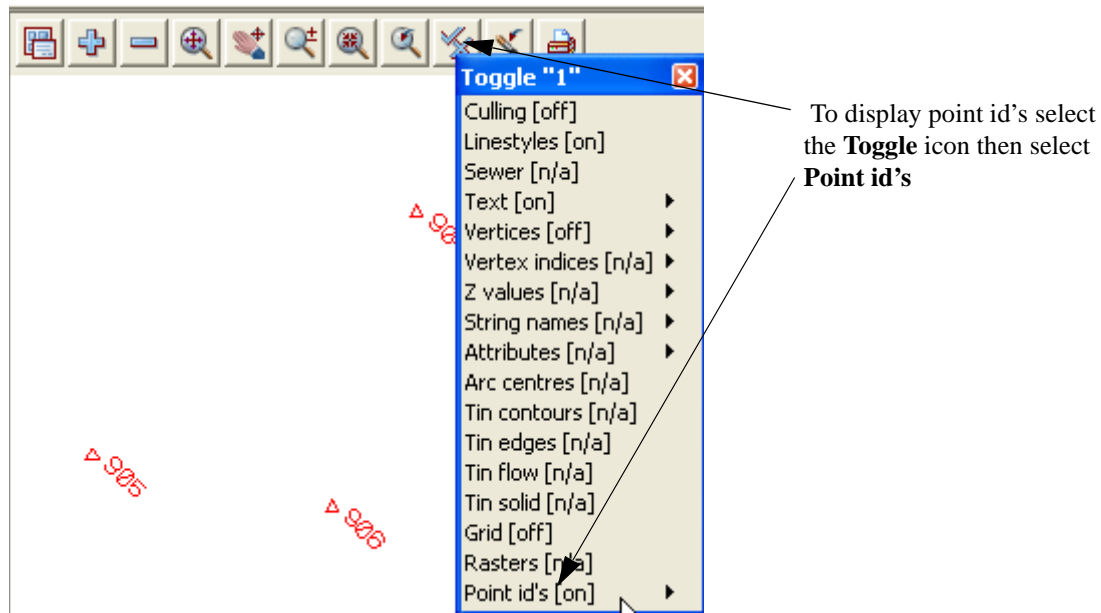 Toggle "1"
Culling [off]
Linestyles [on]
Sewer [n/a]
Text [on]
Vertices [off]
Vertex indices [n/a]
Z values [n/a]
String names [n/a]
Attributes [n/a]
Arc centres [n/a]
Tin contours [n/a]
Tin edges [n/a]
Tin flow [n/a]
Tin solid [n/a]
Grid [off]
Rasters [n/a]
Point id's [on]
To display point id's select
the Toggle icon then select
Point id's
905
906